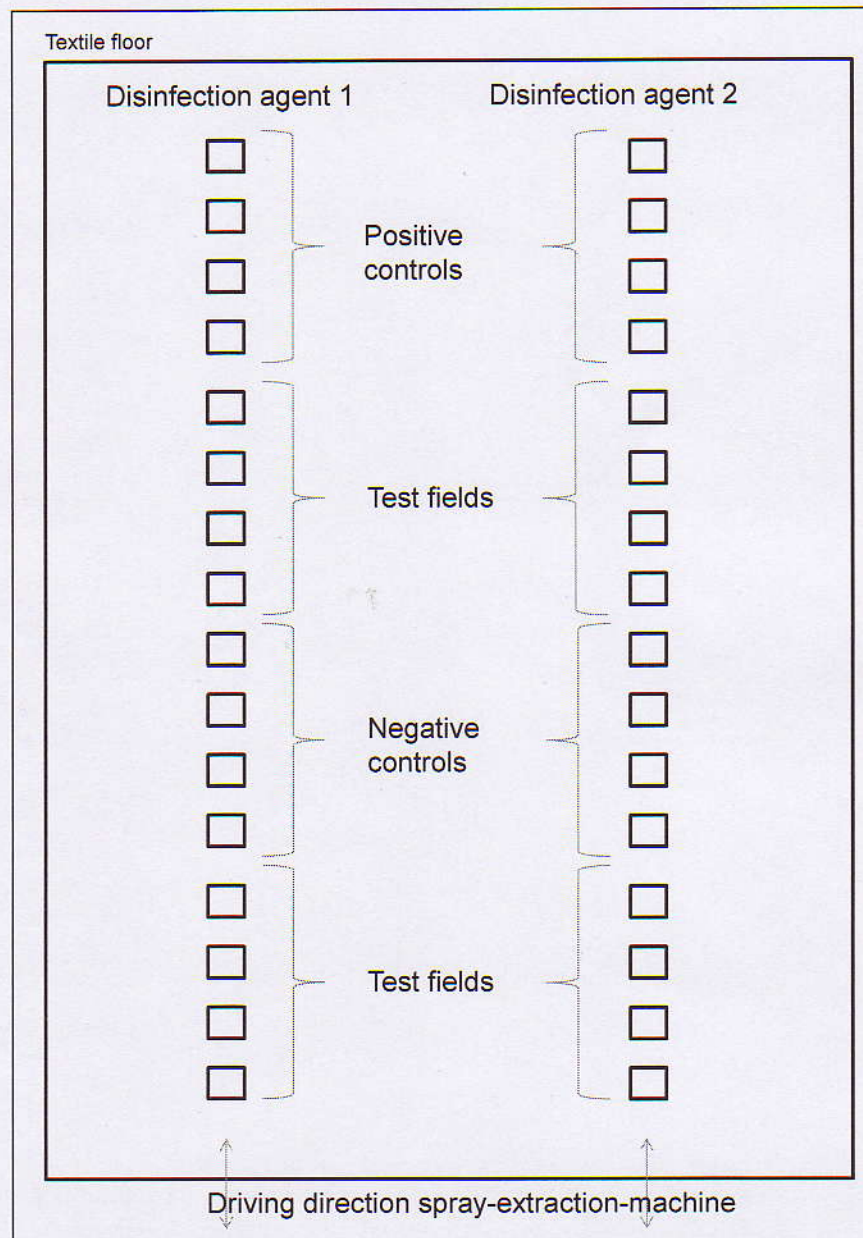 Textile floor
Disinfection agent 1
Disinfection agent 2
Positive
controls
Test fields
Negative
controls
Test fields
Driving direction spray-extraction-machine